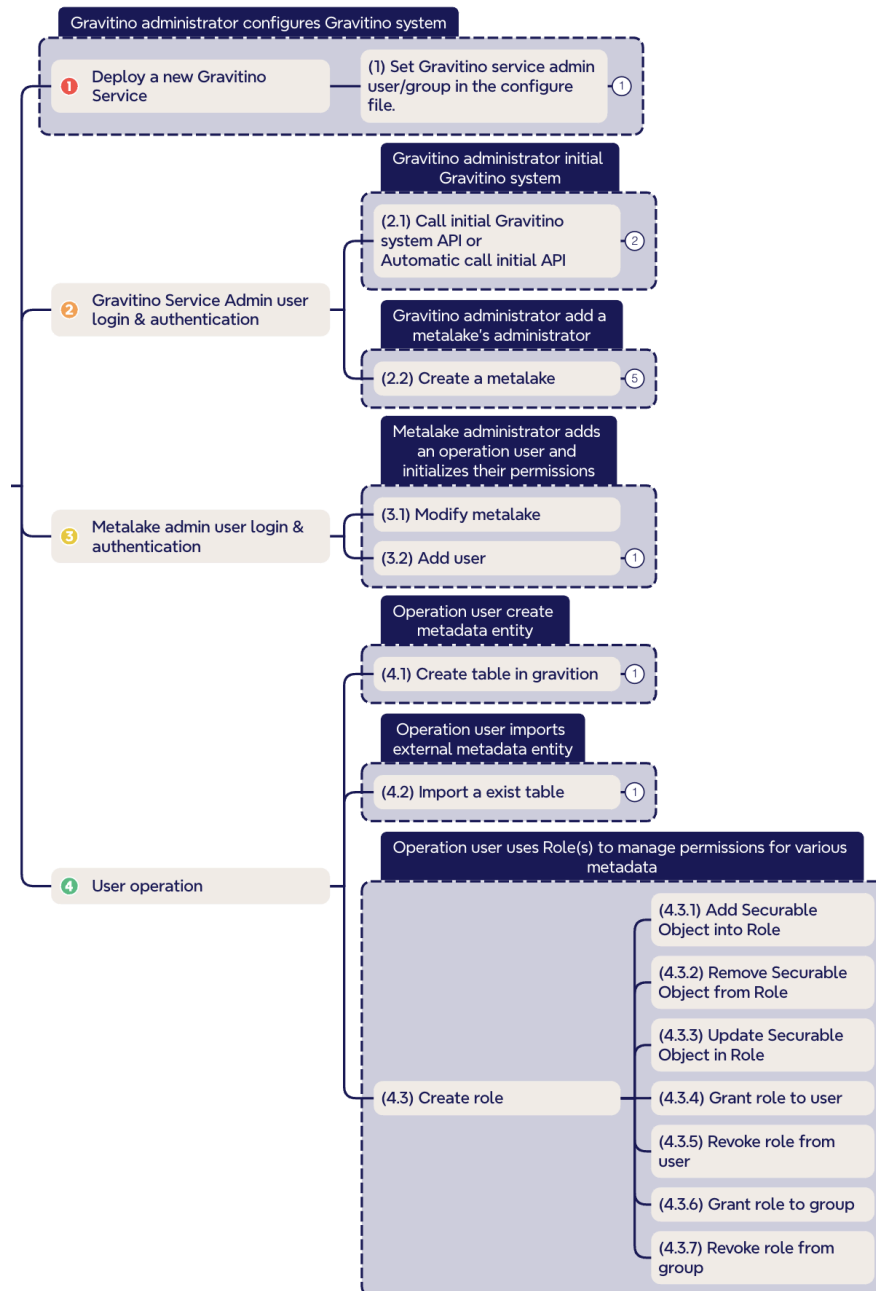 Gravitino administrator configures Gravitino system
1
Deploy a new Gravitino
Service
(1) Set Gravitino service admin
user/group in the configure
file.
1
Gravitino administrator initial
Gravitino system
(2.1) Call initial Gravitino
system API or
Automatic call initial API
2
2
Gravitino Service Admin user
login & authentication
Gravitino administrator add a
metalake's administrator
(2.2) Create a metalake
5
Metalake administrator adds
an operation user and
initializes their permissions
3
Metalake admin user login &
authentication
(3.1) Modify metalake
(3.2) Add user
1
Operation user create
metadata entity
(4.1) Create table in gravition
1
Operation user imports
external metadata entity
(4.2) Import a exist table
1
4
User operation
Operation user uses Role(s) to manage permissions for various
metadata
(4.3) Create role
(4.3.1) Add Securable
Object into Role
(4.3.2) Remove Securable
Object from Role
(4.3.3) Update Securable
Object in Role
(4.3.4) Grant role to user
(4.3.5) Revoke role from
user
(4.3.6) Grant role to group
(4.3.7) Revoke role from
group